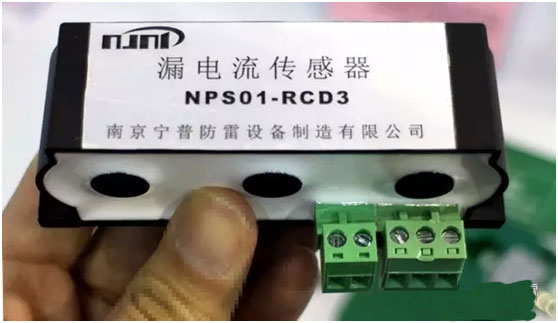 njnp
漏电流传感器
NPS01-RCD3
南京宁普防雷设备制造有限公司